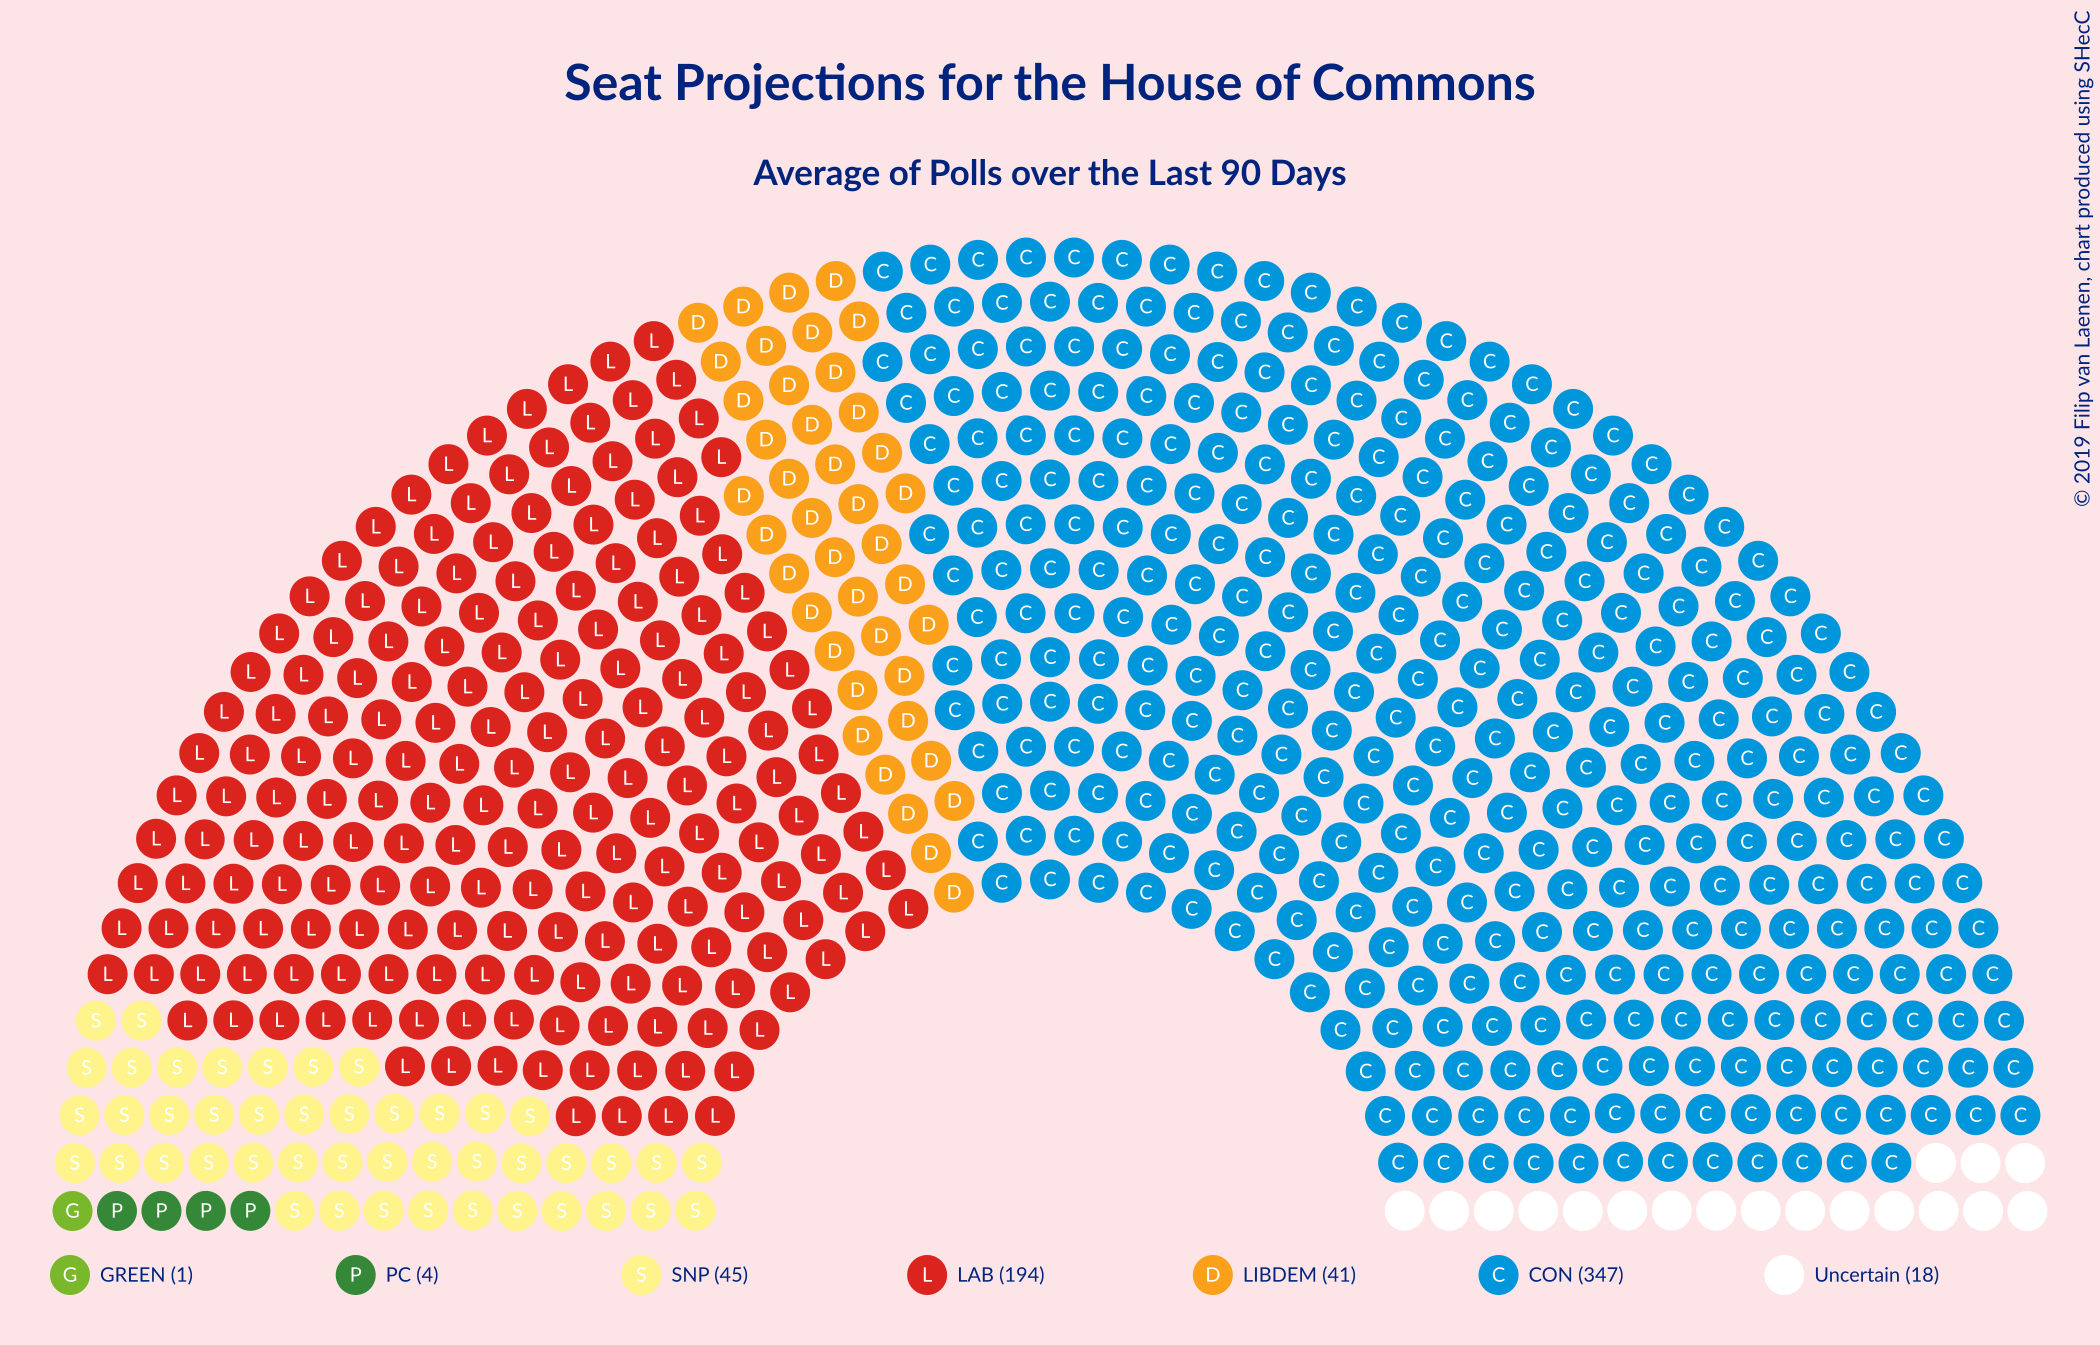 Seat Projections for the House of Commons
Average of Polls over the Last 90 Days
© 2019 Filip van Laenen, chart produced using SHecC
G GREEN (1)
P PC (4)
S SNP (45)
L LAB (194)
D LIBDEM (41)
C CON (347)
Uncertain (18)